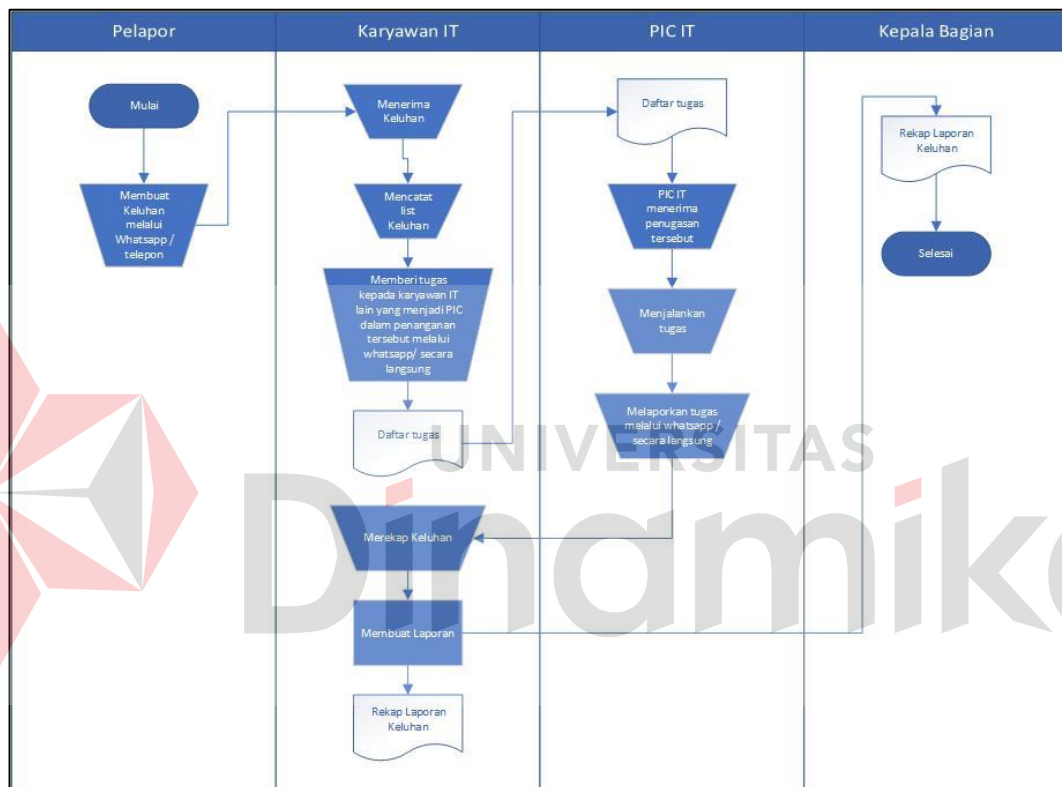 Pelapor
Karyawan IT
PIC IT
Kepala Bagian
Mulai
Membuat
Keluhan
melalui
Whatsapp /
telepon
Menerima
Keluhan
Mencatat
list
Keluhan
Memberi tugas
kepada karyawan IT
lain yang menjadi PIC
dalam penanganan
tersebut melalui
whatsapp/ secara
langsung
Daftar tugas
Merekap Keluhan
Membuat Laporan
Rekap Laporan
Keluhan
Daftar tugas
PIC IT
menerima
penugasan
tersebut
Menjalankan
tugas
Melaporkan tugas
melalui whatsapp /
secara langsung
Rekap Laporan
Keluhan
Selesai
UNIVERSITAS
Dinamika